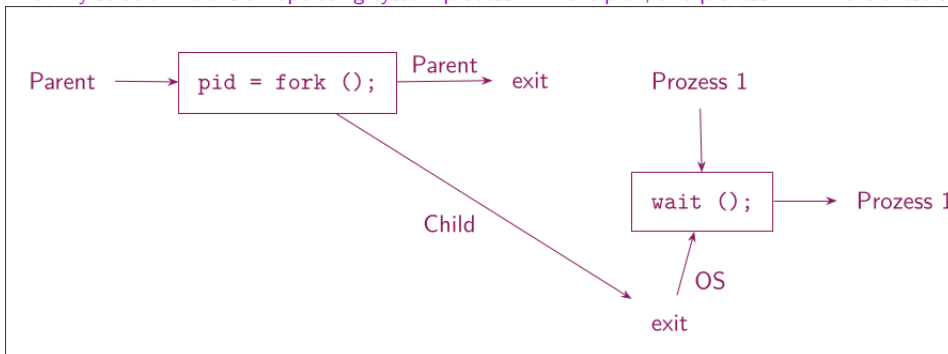 Parent
pid = fork ();
Parent
exit
Prozess 1
wait ();
Prozess 1
Child
OS
exit